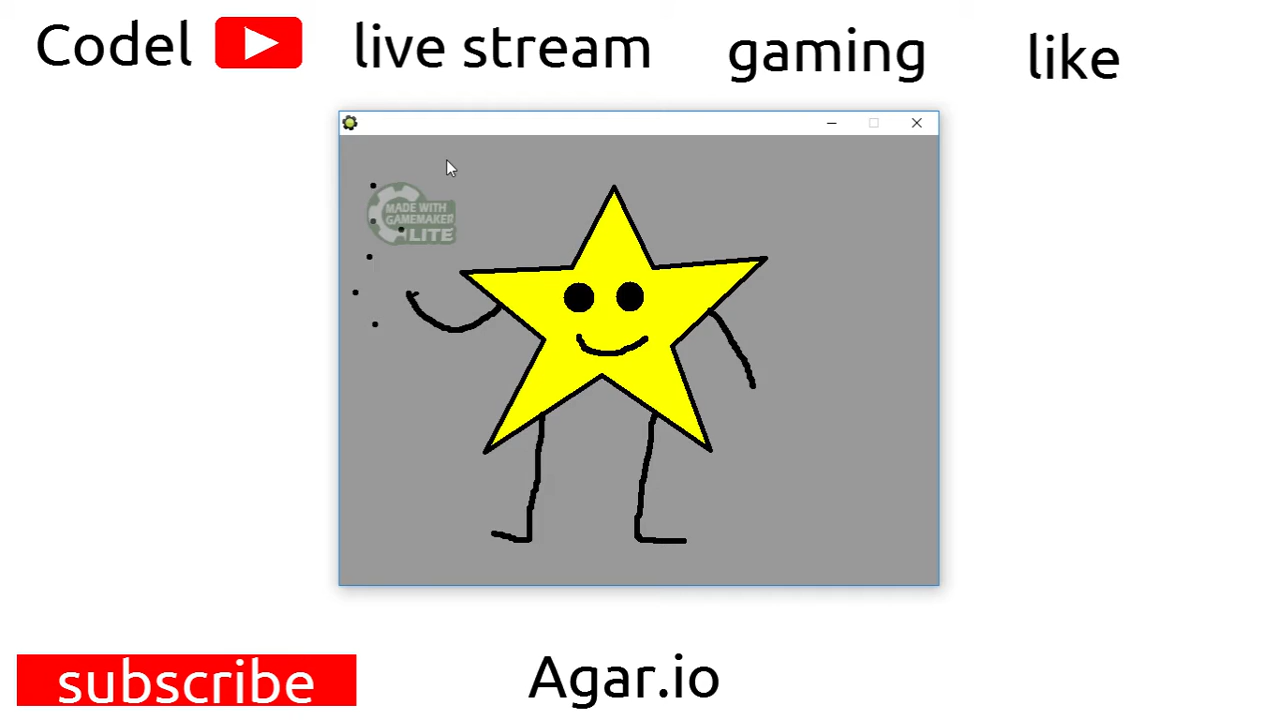 Codel live stream gaming like
MADE WITH
GAMEMAKER
LITE
subscribe Agar.io